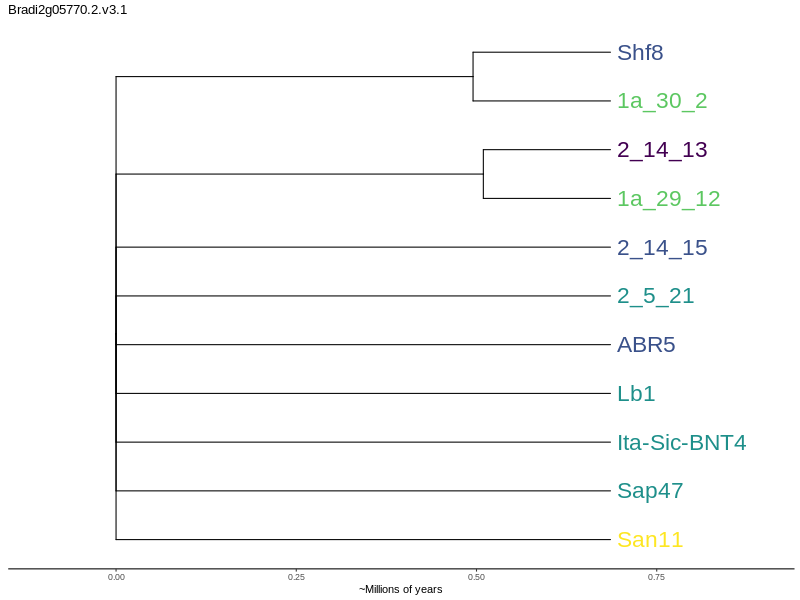 Bradi2g05770.2.v3.1
Shf8
1a_30_2
2_14_13
1a_29_12
2_14_15
2_5_21
ABR5
Lb1
Ita-Sic-BNT4
Sap47
San11
0.00 0.25 0.50 0.75
~Millions of years